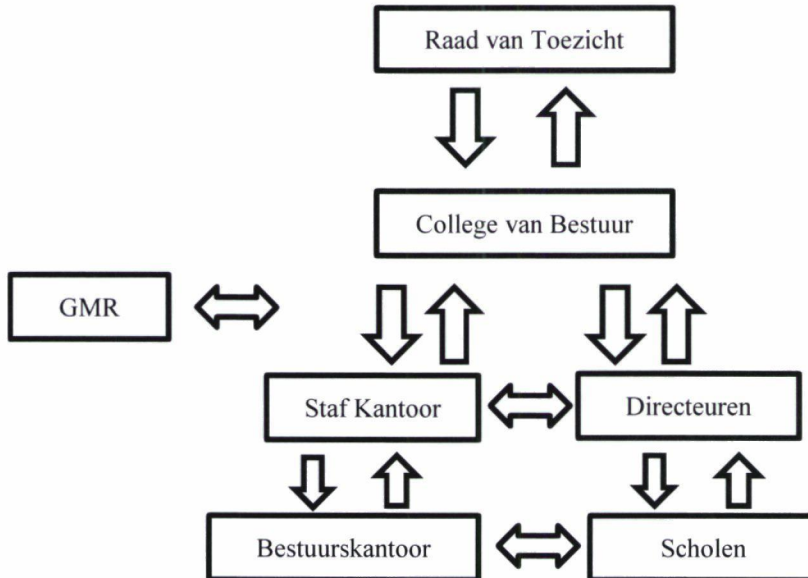 Raad van Toezicht
College van Bestuur
GMR
Staf Kantoor
Directeuren
Bestuurskantoor
Scholen